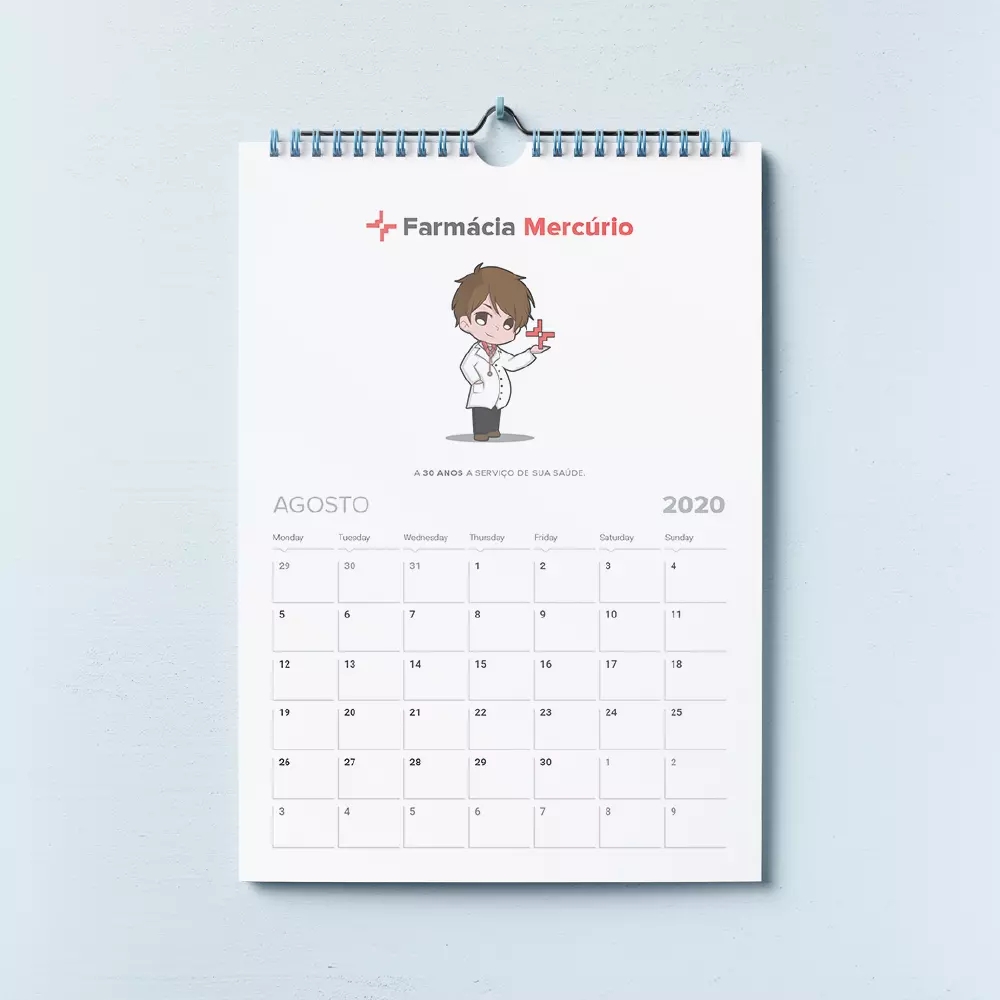 Farmácia Mercúrio
A 30 ANOS A SERVIÇO DE SUA SAÚDE.
AGOSTO 2020
Monday Tuesday Wednesday Thursday Friday Saturday Sunday
29 30 31 1 2 3 4
5 6 7 8 9 10 11
12 13 14 15 16 17 18
19 20 21 22 23 24 25
26 27 28 29 30 1 2
3 4 5 6 7 8 9